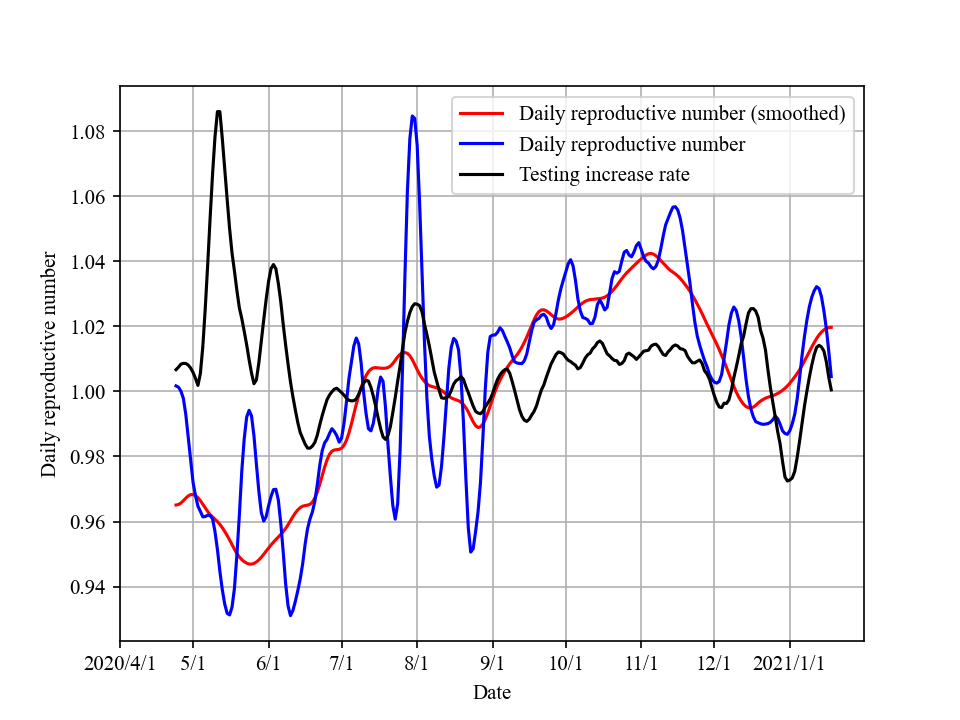 Daily reproductive number (smoothed)
Daily reproductive number
Testing increase rate
Daily reproductive number
1.08
1.06
1.04
1.02
1.00
0.98
0.96
0.94
2020/4/1 5/1 6/1 7/1 8/1 9/1 10/1 11/1 12/1 2021/1/1
Date